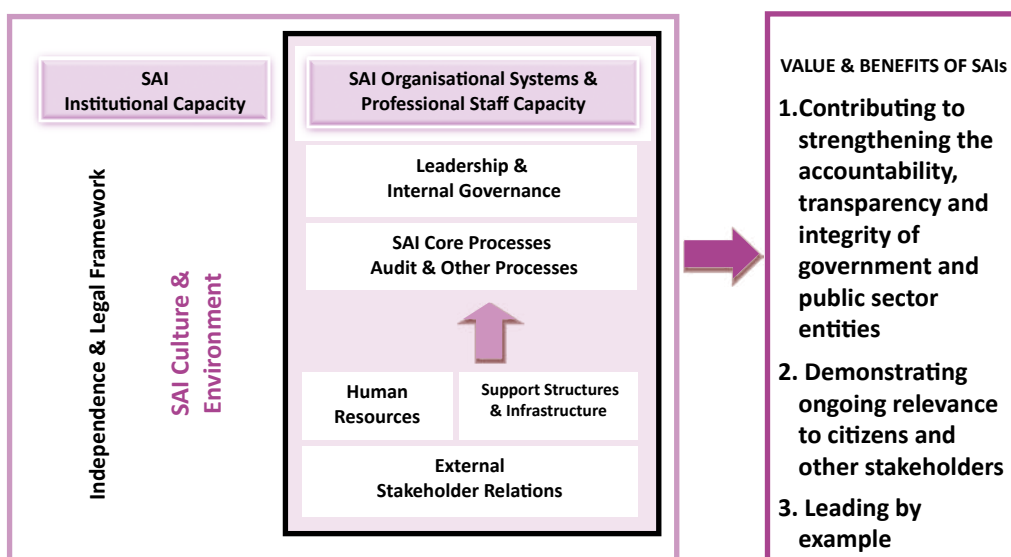 SAI
Institutional Capacity
Independence & Legal Framework
SAI Culture &
Environment
SAI Organisational Systems &
Professional Staff Capacity
Leadership &
Internal Governance
SAI Core Processes
Audit & Other Processes
Human
Resources
Support Structures
& Infrastructure
External
Stakeholder Relations
VALUE & BENEFITS OF SAIs
1.Contributing to
strengthening the
accountability,
transparency and
integrity of
government and
public sector
entities
2. Demonstrating
ongoing relevance
to citizens and
other stakeholders
3. Leading by
example